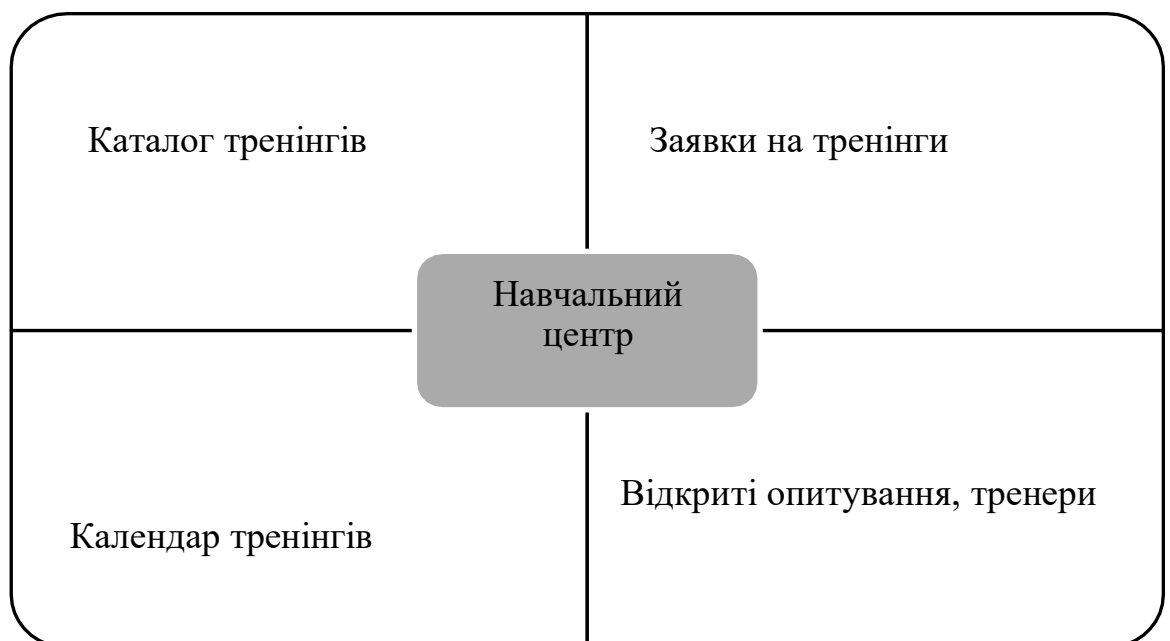 Каталог тренінгів
Заявки на тренінги
Навчальний
центр
Календар тренінгів
Відкриті опитування, тренери